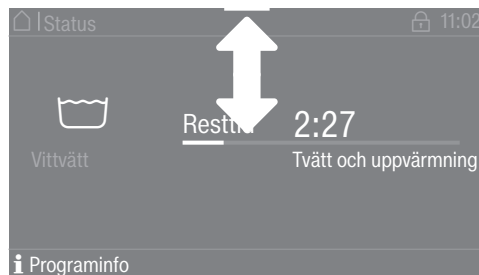 Status 11:02
Resttid 2:27
Vittvätt Tvätt och uppvärmning
Programinfo